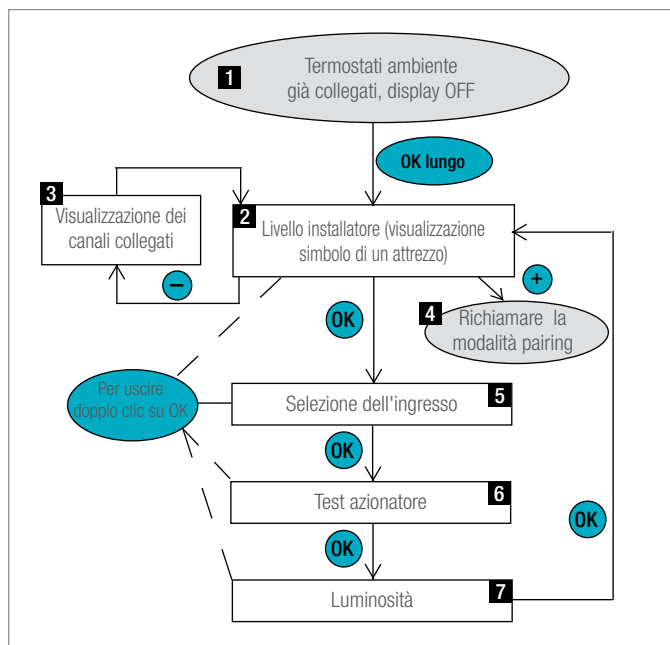 1
Termostati ambiente
già collegati, display OFF
OK lungo
3
Visualizzazione dei
canali collegati
2
Livello installatore (visualizzazione
simbolo di un attrezzo)
–
+
OK
4
Richiamare la
modalità pairing
Per uscire
doppio clic su OK
5
Selezione dell'ingresso
OK
6
Test azionatore
OK
OK
7
Luminosità